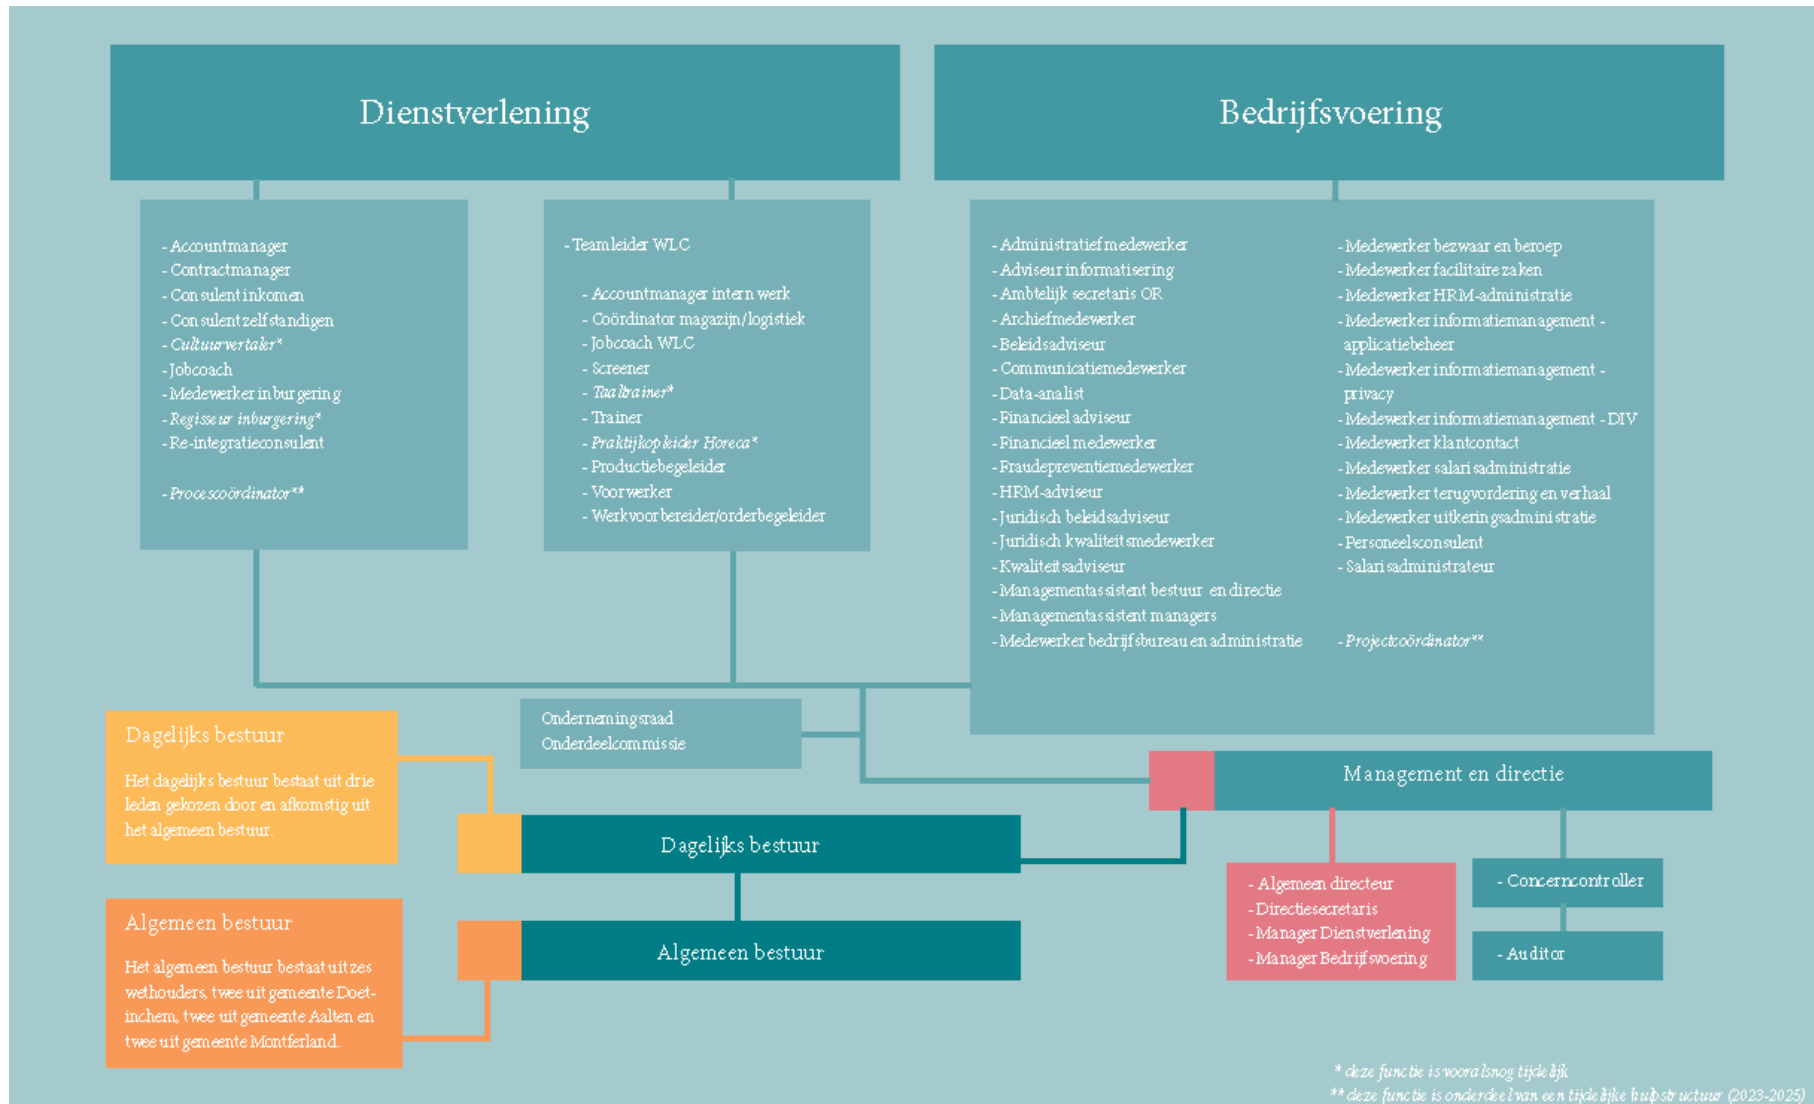 Dienstverlening
Bedrijfsvoering
- Accountmanager
- Contractmanager
- Consulent inkomen
- Consulent zelfstandigen
- Cultuurvertaler*
- Jobcoach
- Medewerker inburgering
- Regisseur inburgering*
- Re-integratieconsulent
- Procescoördinator**
- Teamleider WLC
- Accountmanager intern werk
- Coördinator magazijn/logistiek
- Jobcoach WLC
- Screener
- Taaltrainer*
- Trainer
- Praktijkopleider Horeca*
- Productiebegeleider
- Voorwerker
- Werkvoorbereider/orderbegeleider
- Administratief medewerker
- Adviseur informatisering
- Ambtelijk secretaris OR
- Archiefmedewerker
- Beleidsadviseur
- Communicatiemedewerker
- Data-analist
- Financieel adviseur
- Financieel medewerker
- Fraudepreventiemedewerker
- HRM-adviseur
- Juridisch beleidsadviseur
- Juridisch kwaliteitsmedewerker
- Kwaliteitsadviseur
- Managementassistent bestuur en directie
- Managementassistent managers
- Medewerker bedrijfsbureau en administratie
- Medewerker bezwaar en beroep
- Medewerker facilitaire zaken
- Medewerker HRM-administratie
- Medewerker informatiemanagement -
applicatiebeheer
- Medewerker informatiemanagement -
privacy
- Medewerker informatiemanagement - DIV
- Medewerker klantcontact
- Medewerker salarisadministratie
- Medewerker terugvordering en verhaal
- Medewerker uitkeringsadministratie
- Personeelsconsulent
- Salarisadministrateur
- Projectcoördinator**
Ondernemingsraad
Onderdeelcommissie
Dagelijks bestuur
Het dagelijks bestuur bestaat uit drie
leden gekozen door en afkomstig uit
het algemeen bestuur.
Management en directie
Dagelijks bestuur
- Algemeen directeur
- Directiesecretaris
- Manager Dienstverlening
- Manager Bedrijfsvoering
- Concerncontroller
- Auditor
Algemeen bestuur
Het algemeen bestuur bestaat uit zes
wethouders, twee uit gemeente Doet-
inchem, twee uit gemeente Aalten en
twee uit gemeente Montferland.
Algemeen bestuur
* deze functie is vooralsnog tijdelijk
** deze functie is onderdeel van een tijdelijke hulpstructuur (2023-2025)